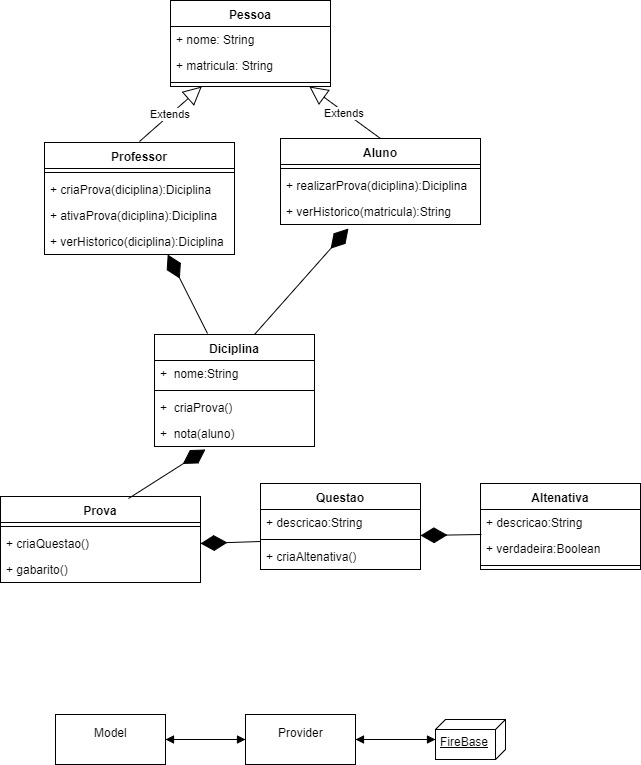 Pessoa
+ nome: String
+ matricula: String
Extends
Extends
Professor
+ criaProva(diciplina):Diciplina
+ ativaProva(diciplina):Diciplina
+ verHistorico(diciplina):Diciplina
Aluno
+ realizarProva(diciplina):Diciplina
+ verHistorico(matricula):String
Diciplina
+ nome:String
+ criaProva()
+ nota(aluno)
Prova
+ criaQuestao()
+ gabarito()
Questao
+ descricao:String
+ criaAltenativa()
Altenativa
+ descricao:String
+ verdadeira:Boolean
Model
Provider
FireBase